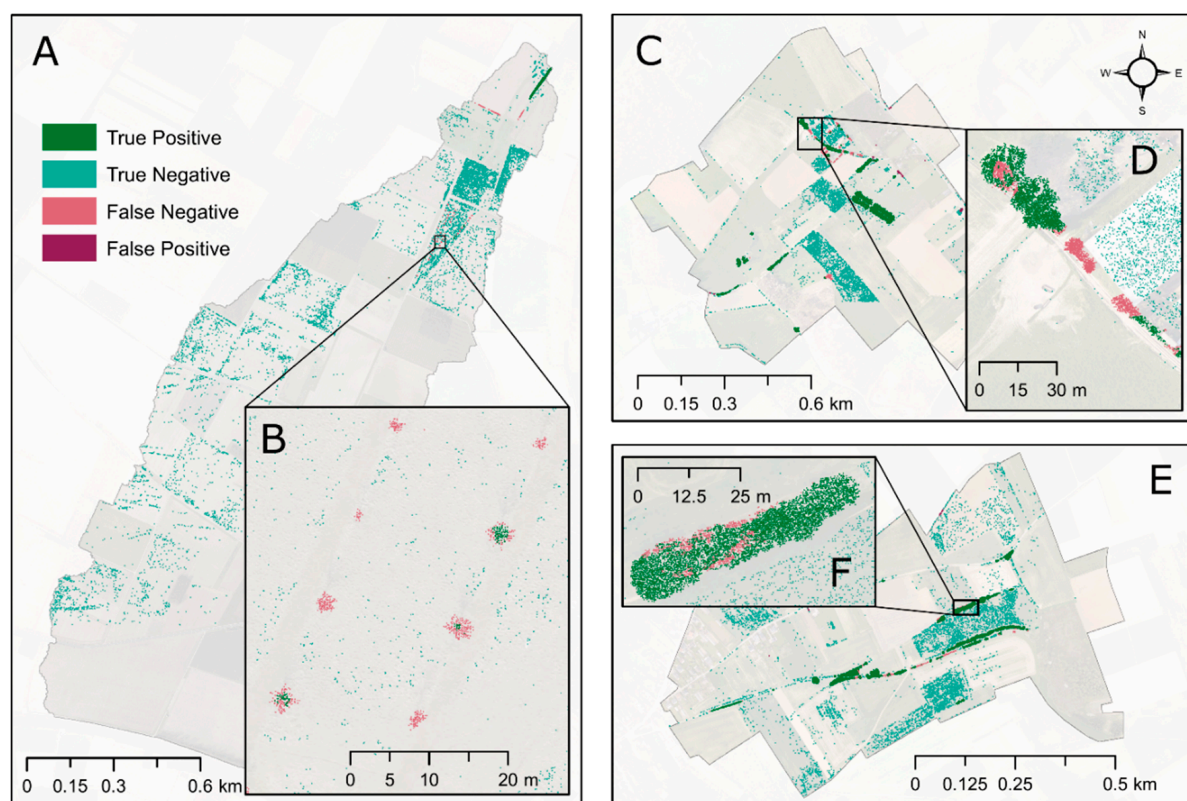 A
True Positive
True Negative
False Negative
False Positive
B
0 5 10 20 m
0 0.15 0.3 0.6 km
C
N
W E
S
D
0 15 30 m
0 0.15 0.3 0.6 km
0 12.5 25 m
E
F
0 0.125 0.25 0.5 km